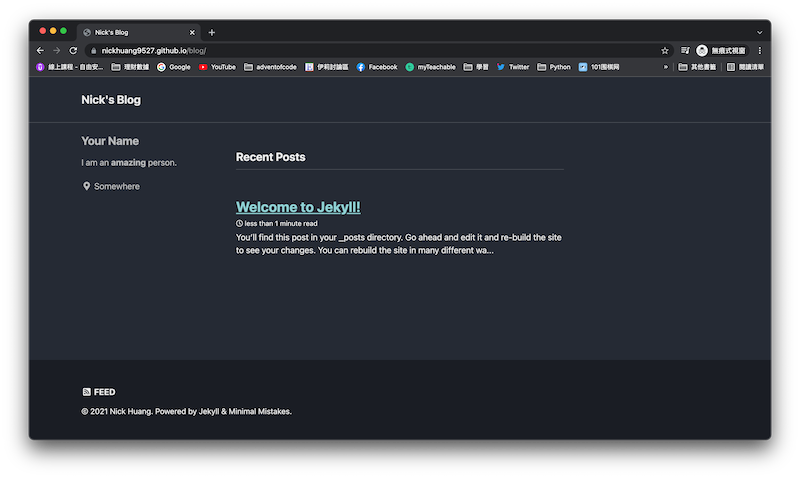 Nick's Blog
nickhuang9527.github.io/blog/
無痕式視窗
線上課程 - 自由安...
理財數據
Google
YouTube
adventofcode
伊莉討論區
Facebook
myTeachable
學習
Twitter
Python
101围棋网
»
其他書籤
閱讀清單
Nick's Blog
Your Name
I am an amazing person.
Somewhere
Recent Posts
Welcome to Jekyll!
less than 1 minute read
You'll find this post in your _posts directory. Go ahead and edit it and re-build the site
to see your changes. You can rebuild the site in many different wa...
FEED
© 2021 Nick Huang. Powered by Jekyll & Minimal Mistakes.